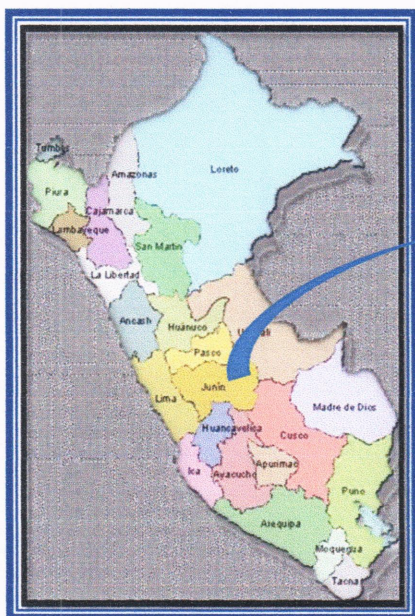 Tumbes
Piura
Lambayeque
Cajamarca
Amazonas
Loreto
San Martin
La Libertad
Ancash
Huánuco
Pasco
Lima
Junín
Huancavelica
Ica
Ayacucho
Apurimac
Cusco
Madre de Dios
Arequipa
Puno
Moquegua
Tacna